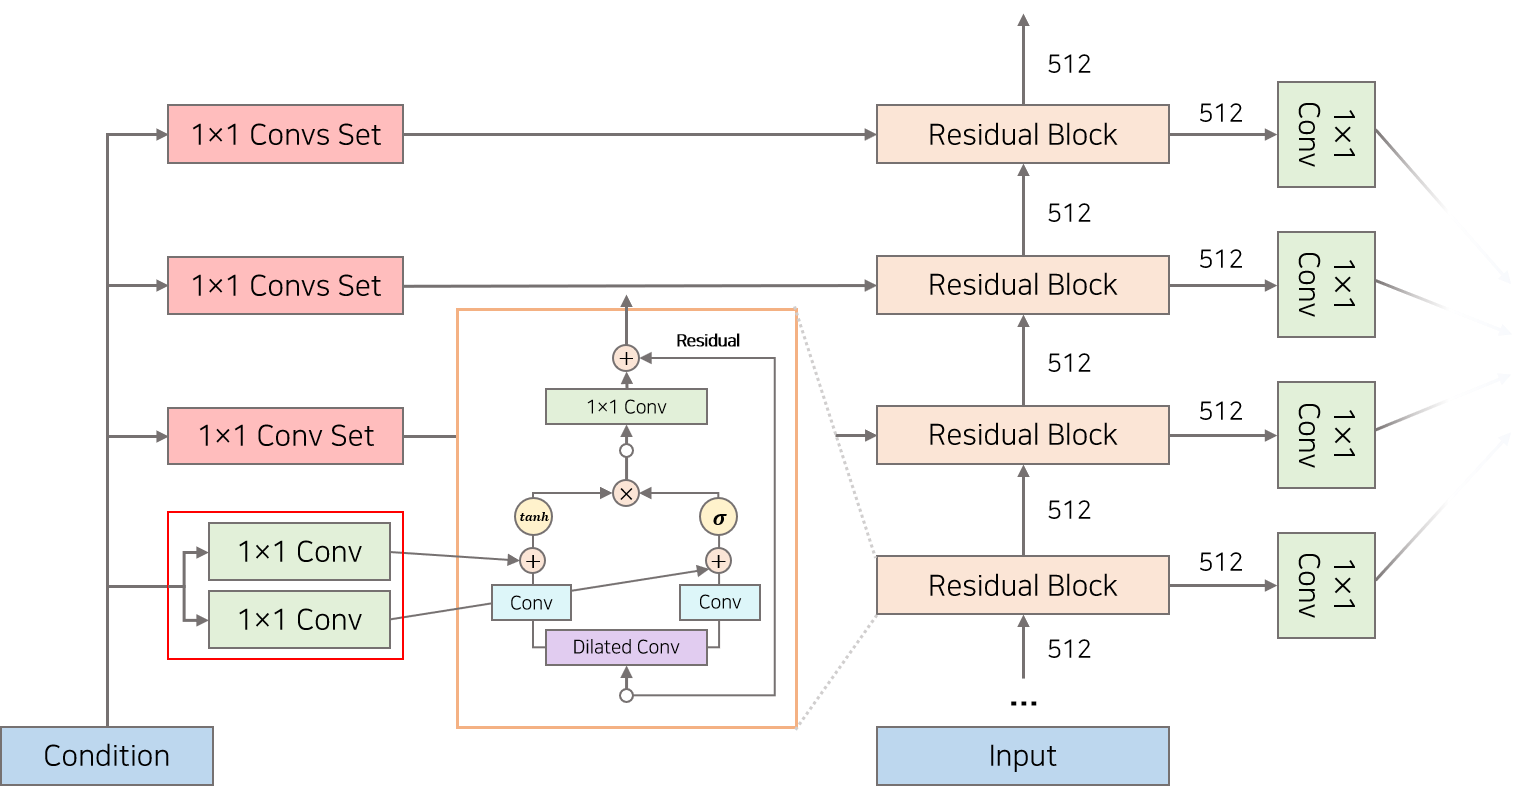 512
1×1 Convs Set
Residual Block
512
1×1
Conv
512
1×1 Convs Set
Residual Block
512
1×1
Conv
Residual
+
512
1×1 Conv
1×1 Conv Set
Residual Block
512
1×1
Conv
×
tanh
σ
512
1×1 Conv
+
+
Residual Block
512
1×1
Conv
1×1 Conv
Conv
Conv
Dilated Conv
512
...
Condition
Input